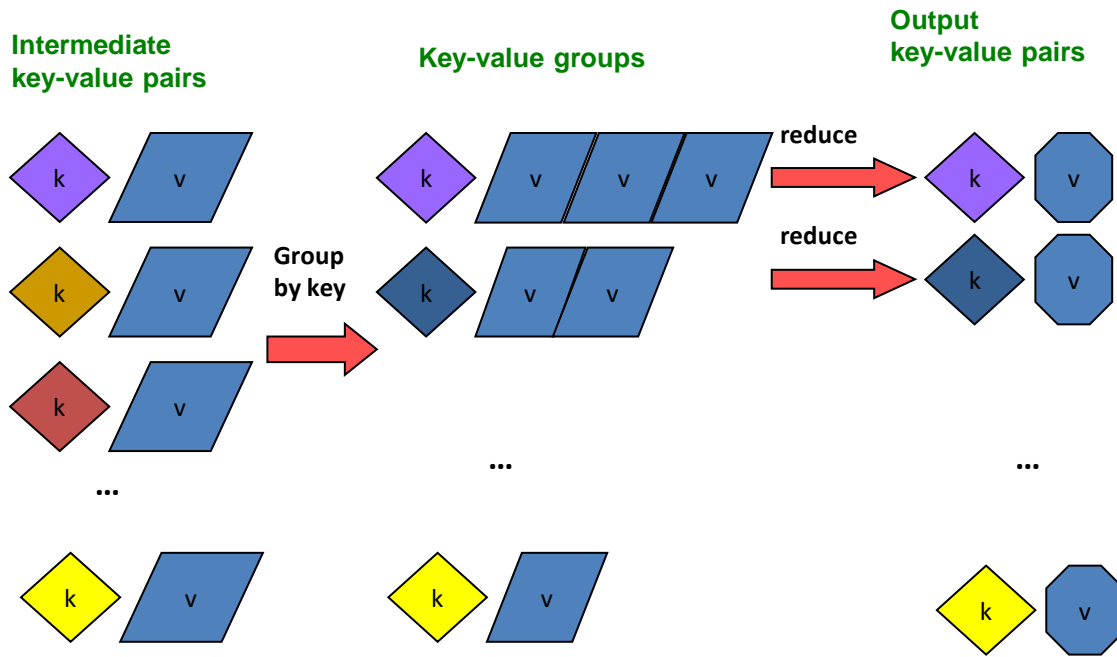 Intermediate
key-value pairs
Key-value groups
Output
key-value pairs
k v
k v v v
reduce
k v
k v
Group
by key
k v v
reduce
k v
k v
...
...
...
k v
k v
k v